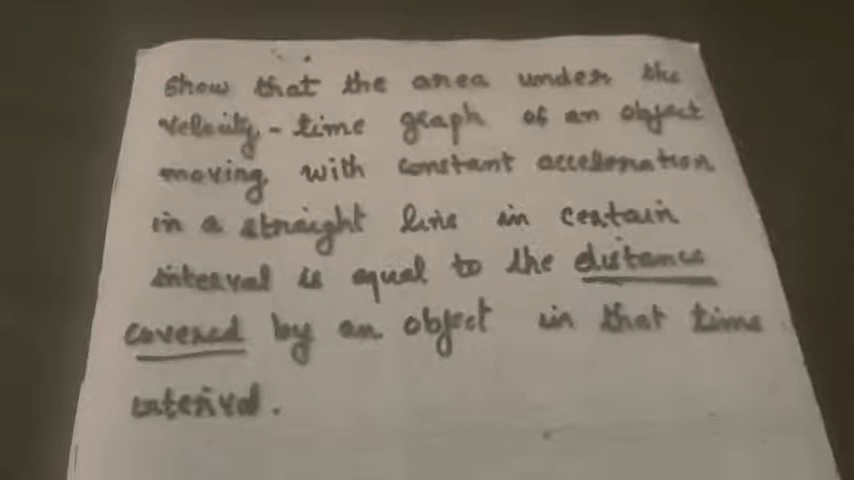 Show that the area under the
velocity - time graph of an object
moving with constant acceleration
in a straight line in certain
interval is equal to the distance
covered by an object in that time
interval.